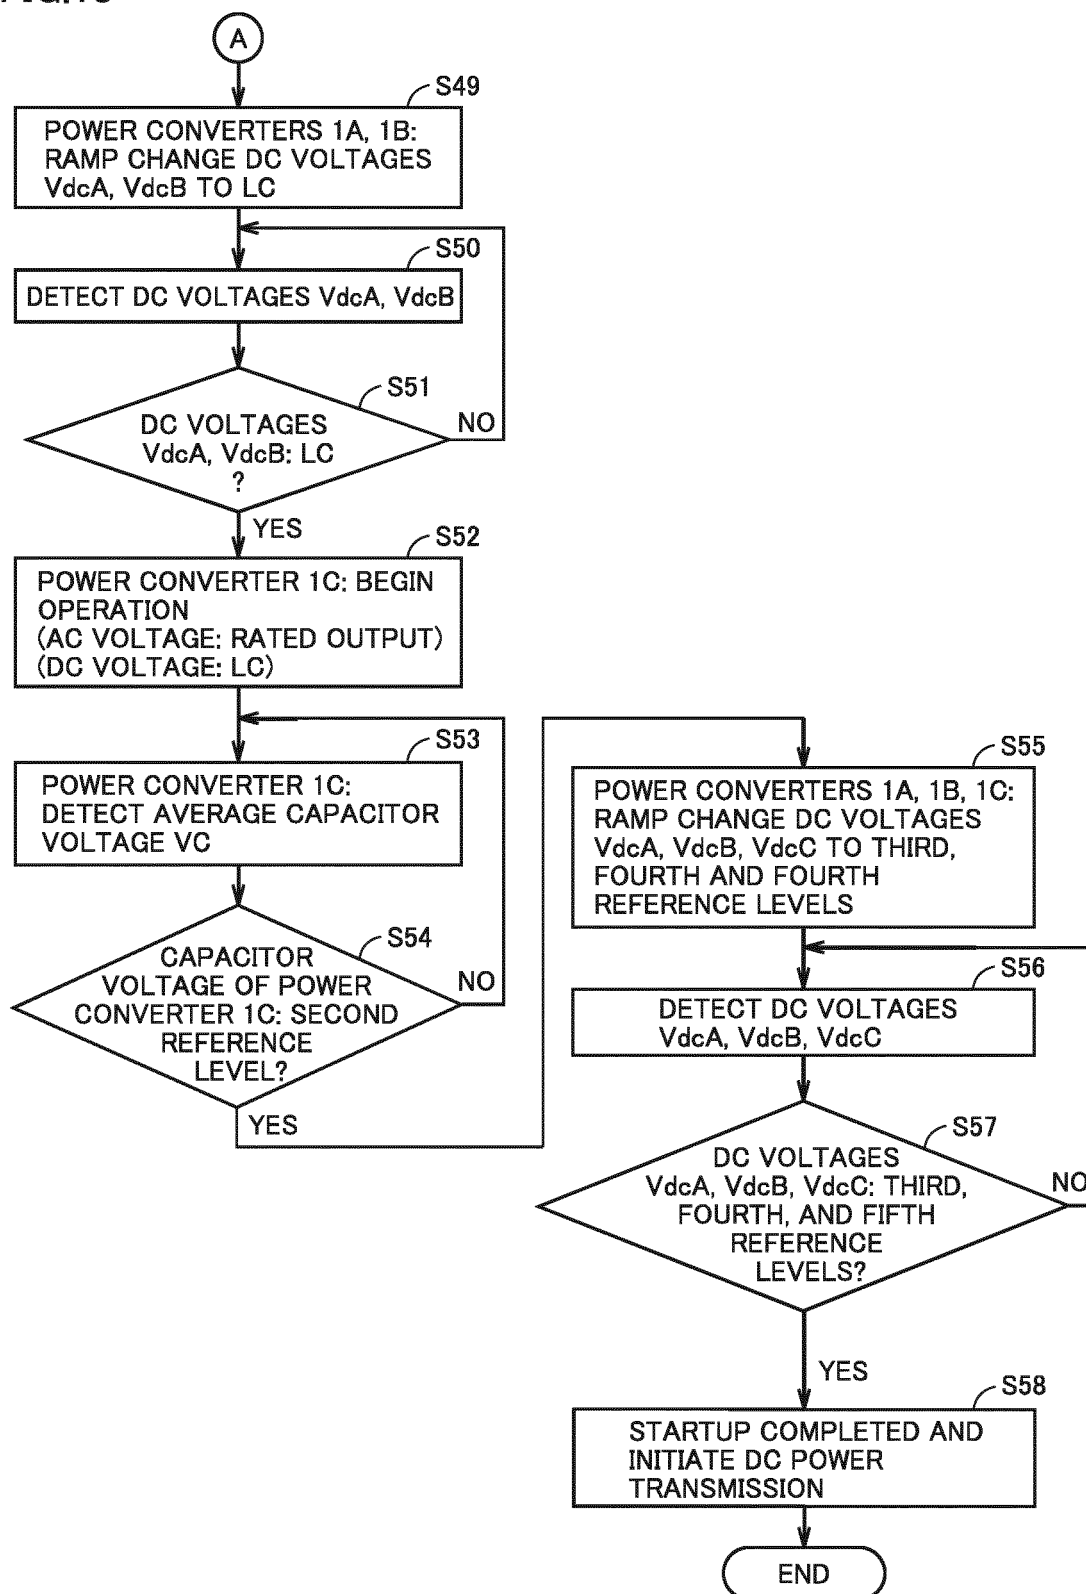 A
S49
POWER CONVERTERS 1A, 1B:
RAMP CHANGE DC VOLTAGES
VdcA, VdcB TO LC
S50
DETECT DC VOLTAGES VdcA, VdcB
S51
DC VOLTAGES
VdcA, VdcB: LC
?
NO
YES
S52
POWER CONVERTER 1C: BEGIN
OPERATION
(AC VOLTAGE: RATED OUTPUT)
(DC VOLTAGE: LC)
S53
POWER CONVERTER 1C:
DETECT AVERAGE CAPACITOR
VOLTAGE VC
S54
CAPACITOR
VOLTAGE OF POWER
CONVERTER 1C: SECOND
REFERENCE
LEVEL?
NO
YES
S55
POWER CONVERTERS 1A, 1B, 1C:
RAMP CHANGE DC VOLTAGES
VdcA, VdcB, VdcC TO THIRD,
FOURTH AND FOURTH
REFERENCE LEVELS
S56
DETECT DC VOLTAGES
VdcA, VdcB, VdcC
S57
DC VOLTAGES
VdcA, VdcB, VdcC: THIRD,
FOURTH, AND FIFTH
REFERENCE
LEVELS?
NO
YES
S58
STARTUP COMPLETED AND
INITIATE DC POWER
TRANSMISSION
END